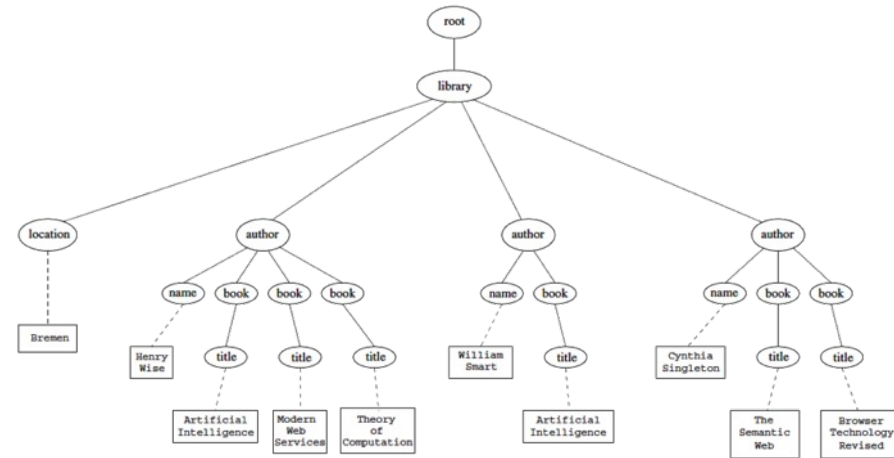 root
library
location author author author
name book book book name book name book book
Bremen
Henry
Wise
title title title
William
Smart
title
Cynthia
Singleton
title title
Artificial
Intelligence
Modern
Web
Services
Theory
of
Computation
Artificial
Intelligence
The
Semantic
Web
Browser
Technology
Revised